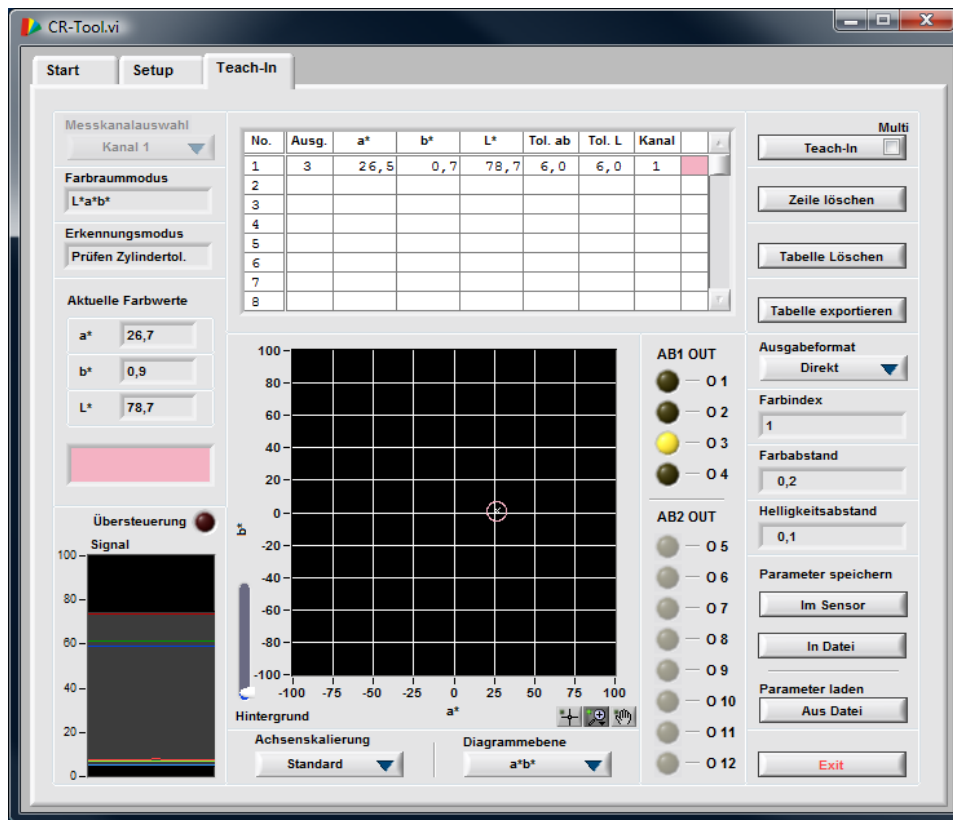 CR-Tool.vi
Start Setup Teach-In
Messkanalauswahl
Kanal 1
Farbraummodus
L*a*b*
Erkennungsmodus
Prüfen Zylindertol.
Aktuelle Farbwerte
a* 26,7
b* 0,9
L* 78,7
Übersteuerung
Signal
100
80
60
40
20
0
No. Ausg. a* b* L* Tol. ab Tol. L Kanal
1 3 26,5 0,7 78,7 6,0 6,0 1
2
3
4
5
6
7
8
b*
100
80
60
40
20
0
-20
-40
-60
-80
-100
-100 -75 -50 -25 0 25 50 75 100
a*
Hintergrund
Achsenskalierung
Standard
Diagrammebene
a*b*
AB1 OUT
O 1
O 2
O 3
O 4
AB2 OUT
O 5
O 6
O 7
O 8
O 9
O 10
O 11
O 12
Multi
Teach-In
Zeile löschen
Tabelle Löschen
Tabelle exportieren
Ausgabeformat
Direkt
Farbindex
1
Farbabstand
0,2
Helligkeitsabstand
0,1
Parameter speichern
Im Sensor
In Datei
Parameter laden
Aus Datei
Exit